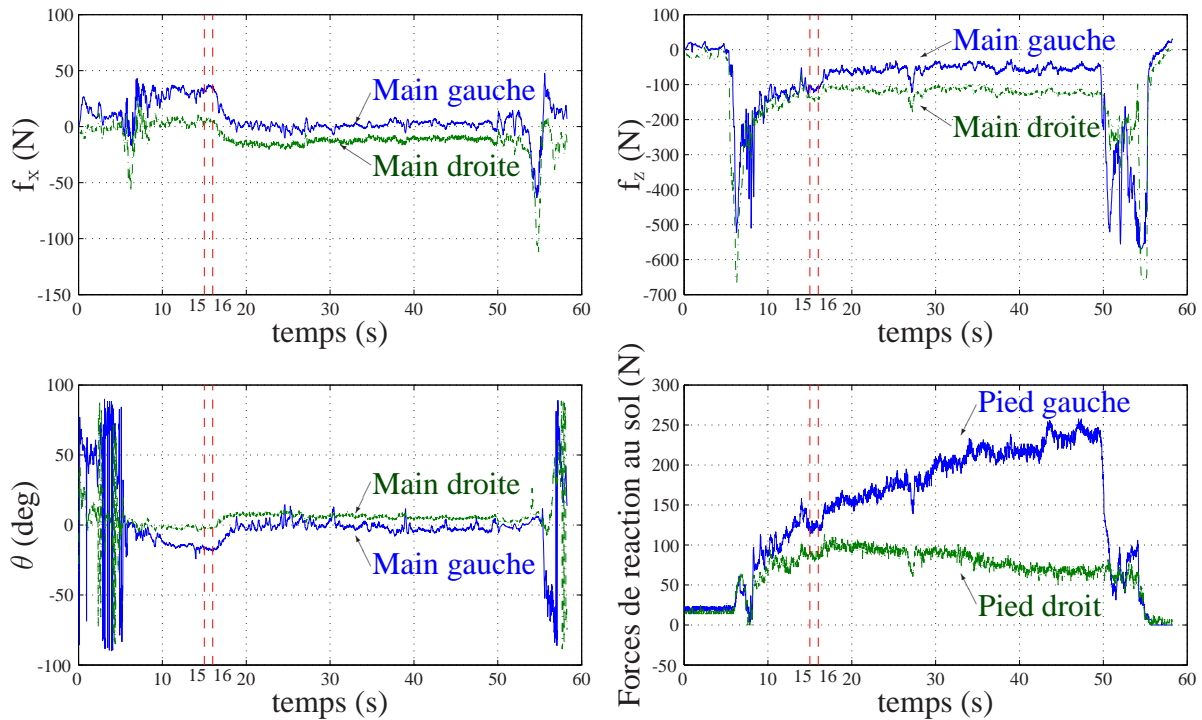 100
50
0
-50
-100
-150
f_x (N)
Main gauche
Main droite
0 10 15 16 20 30 40 50 60
temps (s)
100
0
-100
-200
-300
-400
-500
-600
-700
f_z (N)
Main gauche
Main droite
0 10 15 16 20 30 40 50 60
temps (s)
100
50
0
-50
-100
θ (deg)
Main droite
Main gauche
0 10 15 16 20 30 40 50 60
temps (s)
300
250
200
150
100
50
0
-50
Forces de reaction au sol (N)
Pied gauche
Pied droit
0 10 15 16 20 30 40 50 60
temps (s)